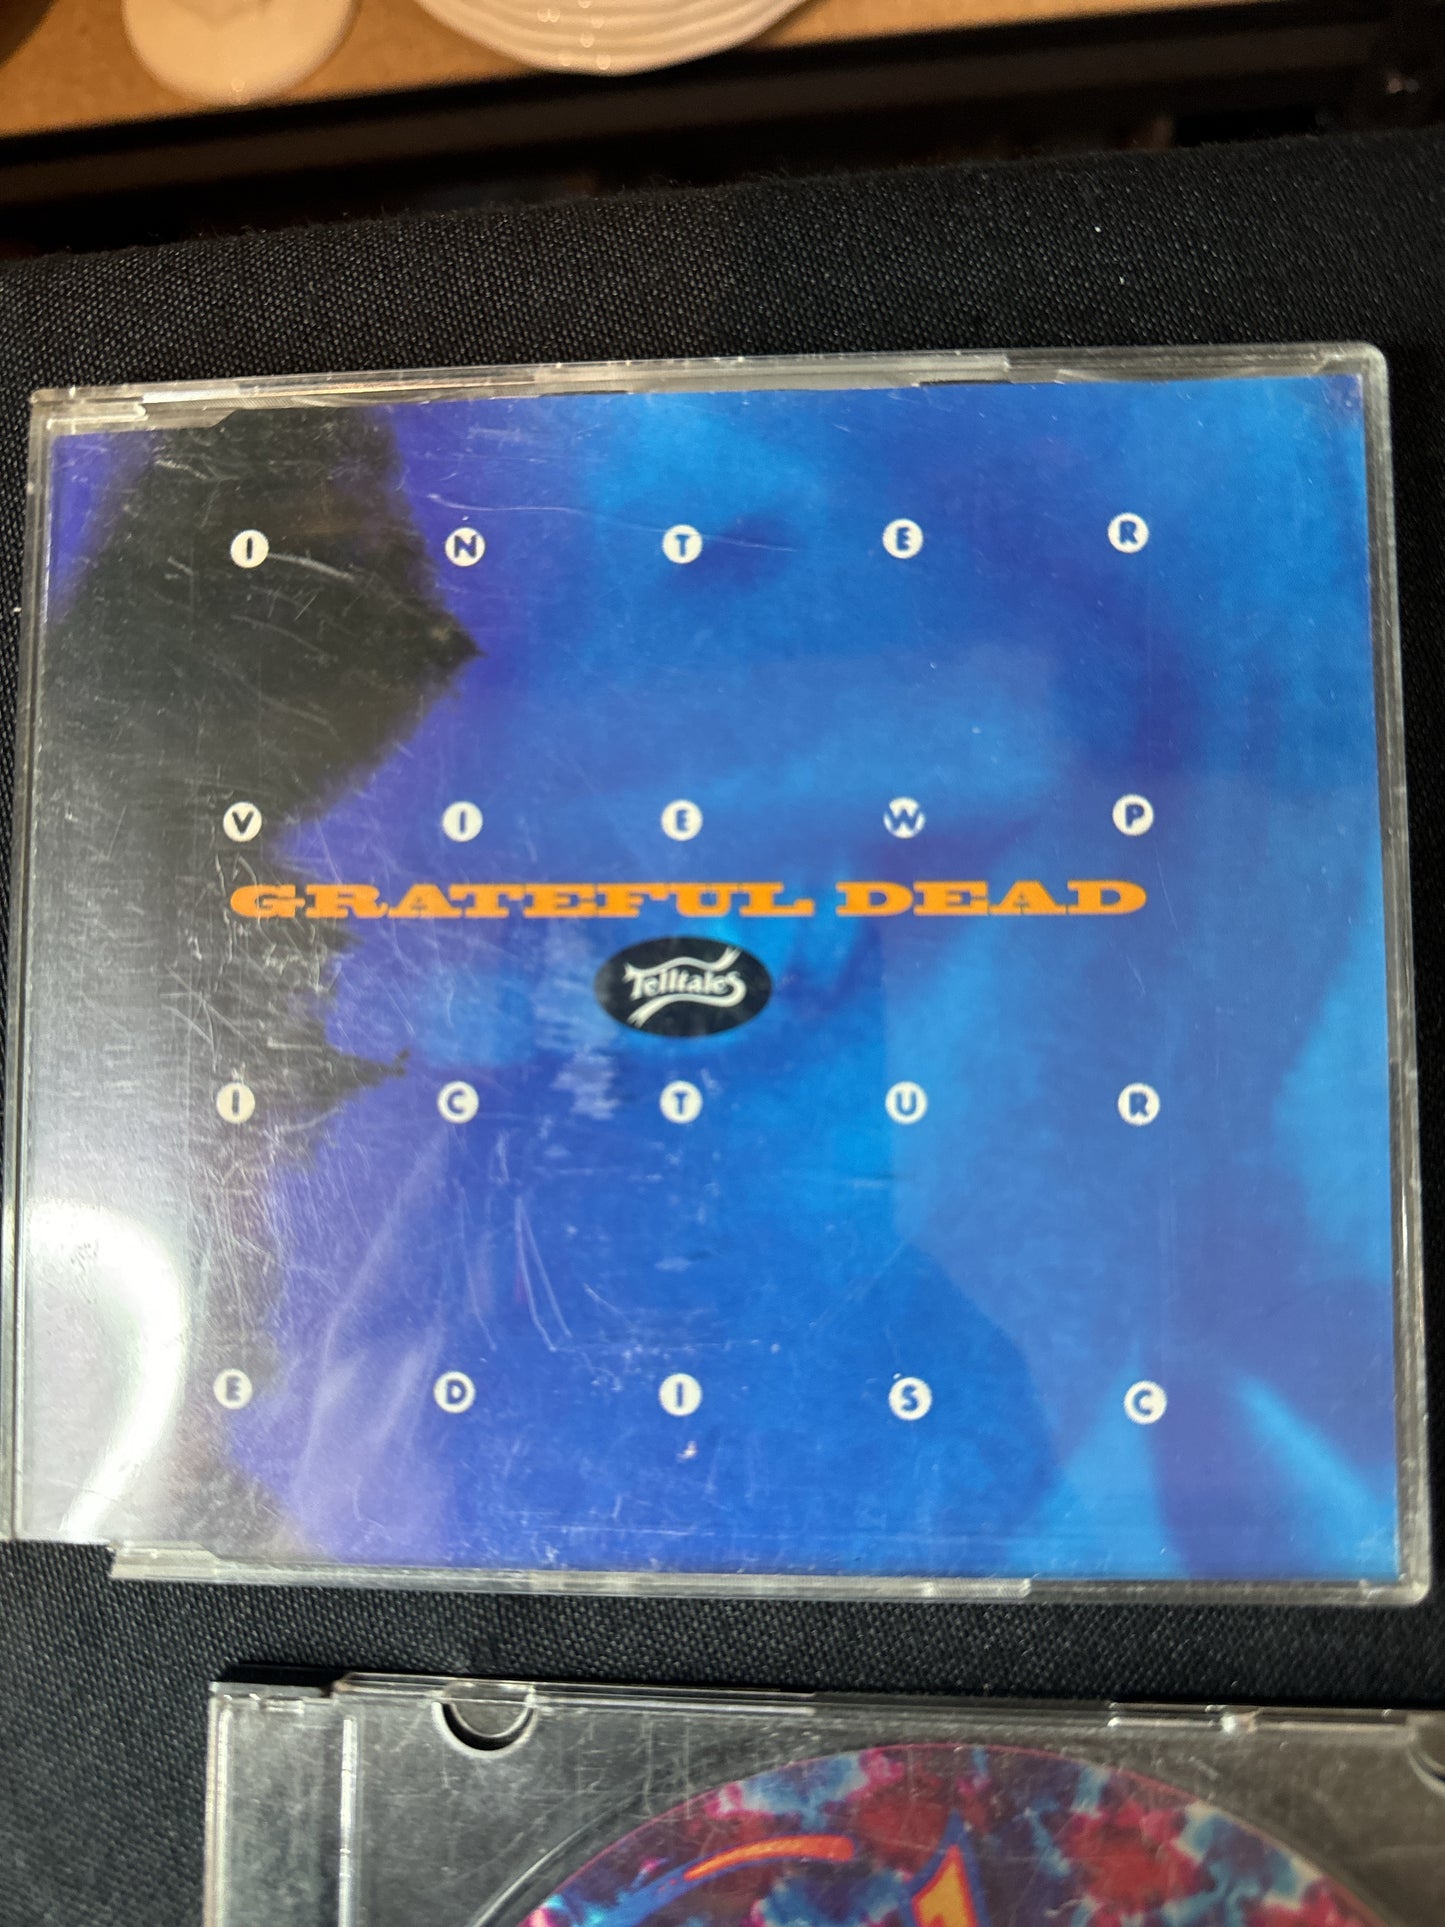 I N T E R
V I E W P
GRATEFUL DEAD
Telltales
I C T U R
E D I S C